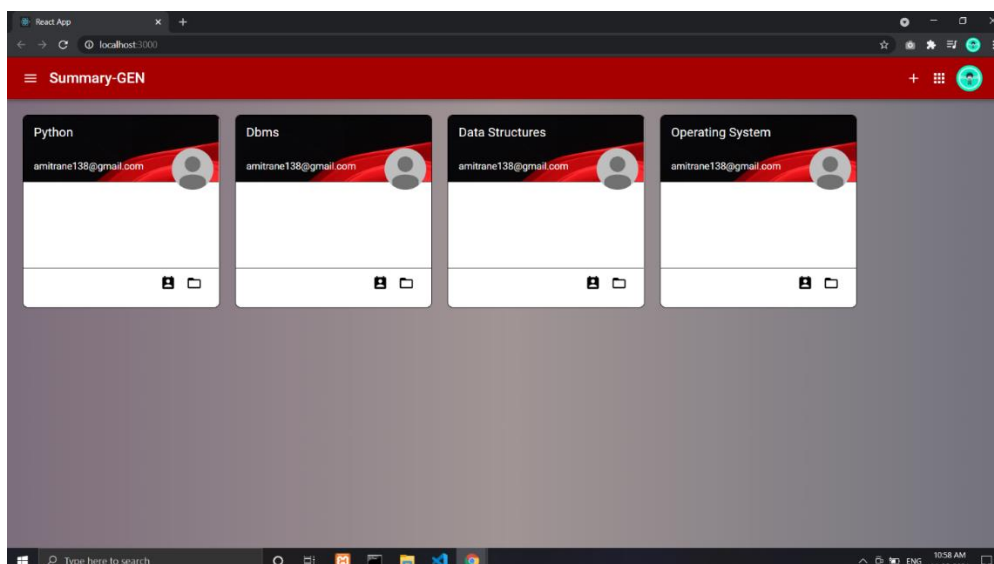 React App
localhost:3000
Summary-GEN
Python
amitrane138@gmail.com
Dbms
amitrane138@gmail.com
Data Structures
amitrane138@gmail.com
Operating System
amitrane138@gmail.com
Type here to search
ENG
10:58 AM